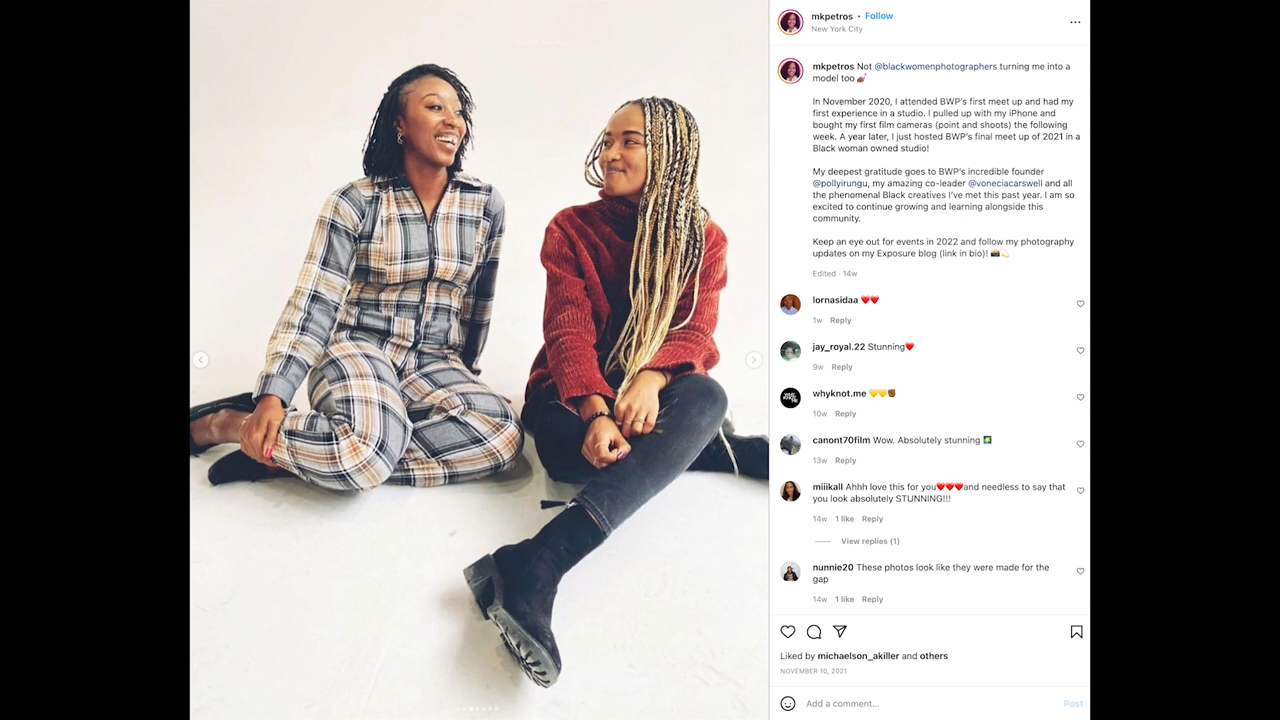 mkpetros • Follow
New York City
mkpetros Not @blackwomenphotographers turning me into a
model too 💅🏾
In November 2020, I attended BWP's first meet up and had my
first experience in a studio. I pulled up with my iPhone and
bought my first film cameras (point and shoots) the following
week. A year later, I just hosted BWP's final meet up of 2021 in a
Black woman owned studio!
My deepest gratitude goes to BWP's incredible founder
@pollyirungu, my amazing co-leader @voneciacarswell and all
the phenomenal Black creatives I've met this past year. I am so
excited to continue growing and learning alongside this
community.
Keep an eye out for events in 2022 and follow my photography
updates on my Exposure blog (link in bio)! 📸💫
Edited · 14w
lornasidaa ❤️❤️
1w Reply
jay_royal.22 Stunning❤️
9w Reply
whyknot.me 💛💛✊🏾
10w Reply
canont70film Wow. Absolutely stunning
13w Reply
miiikall Ahhh love this for you❤️❤️❤️and needless to say that
you look absolutely STUNNING!!!
14w 1 like Reply
View replies (1)
nunnie20 These photos look like they were made for the
gap
14w 1 like Reply
Liked by michaelson_akiller and others
NOVEMBER 10, 2021
Add a comment... Post